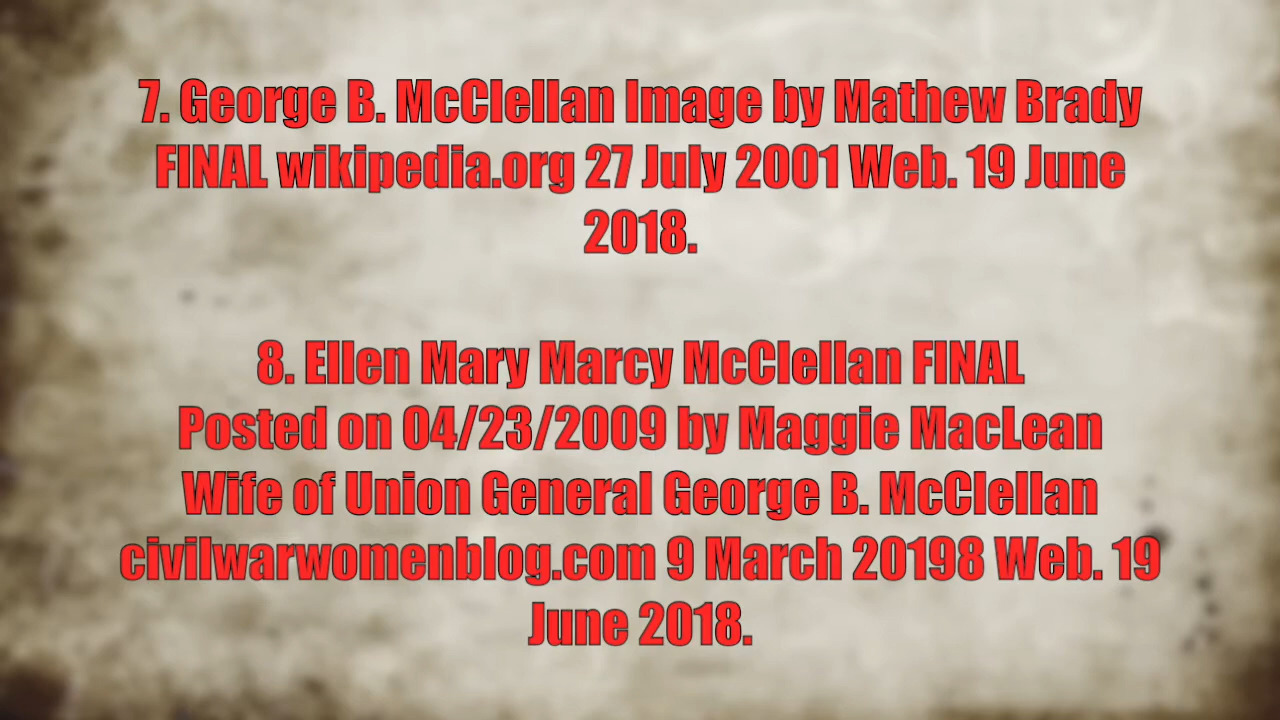 7. George B. McClellan Image by Mathew Brady
FINAL wikipedia.org 27 July 2001 Web. 19 June
2018.
8. Ellen Mary Marcy McClellan FINAL
Posted on 04/23/2009 by Maggie MacLean
Wife of Union General George B. McClellan
civilwarwomenblog.com 9 March 20198 Web. 19
June 2018.